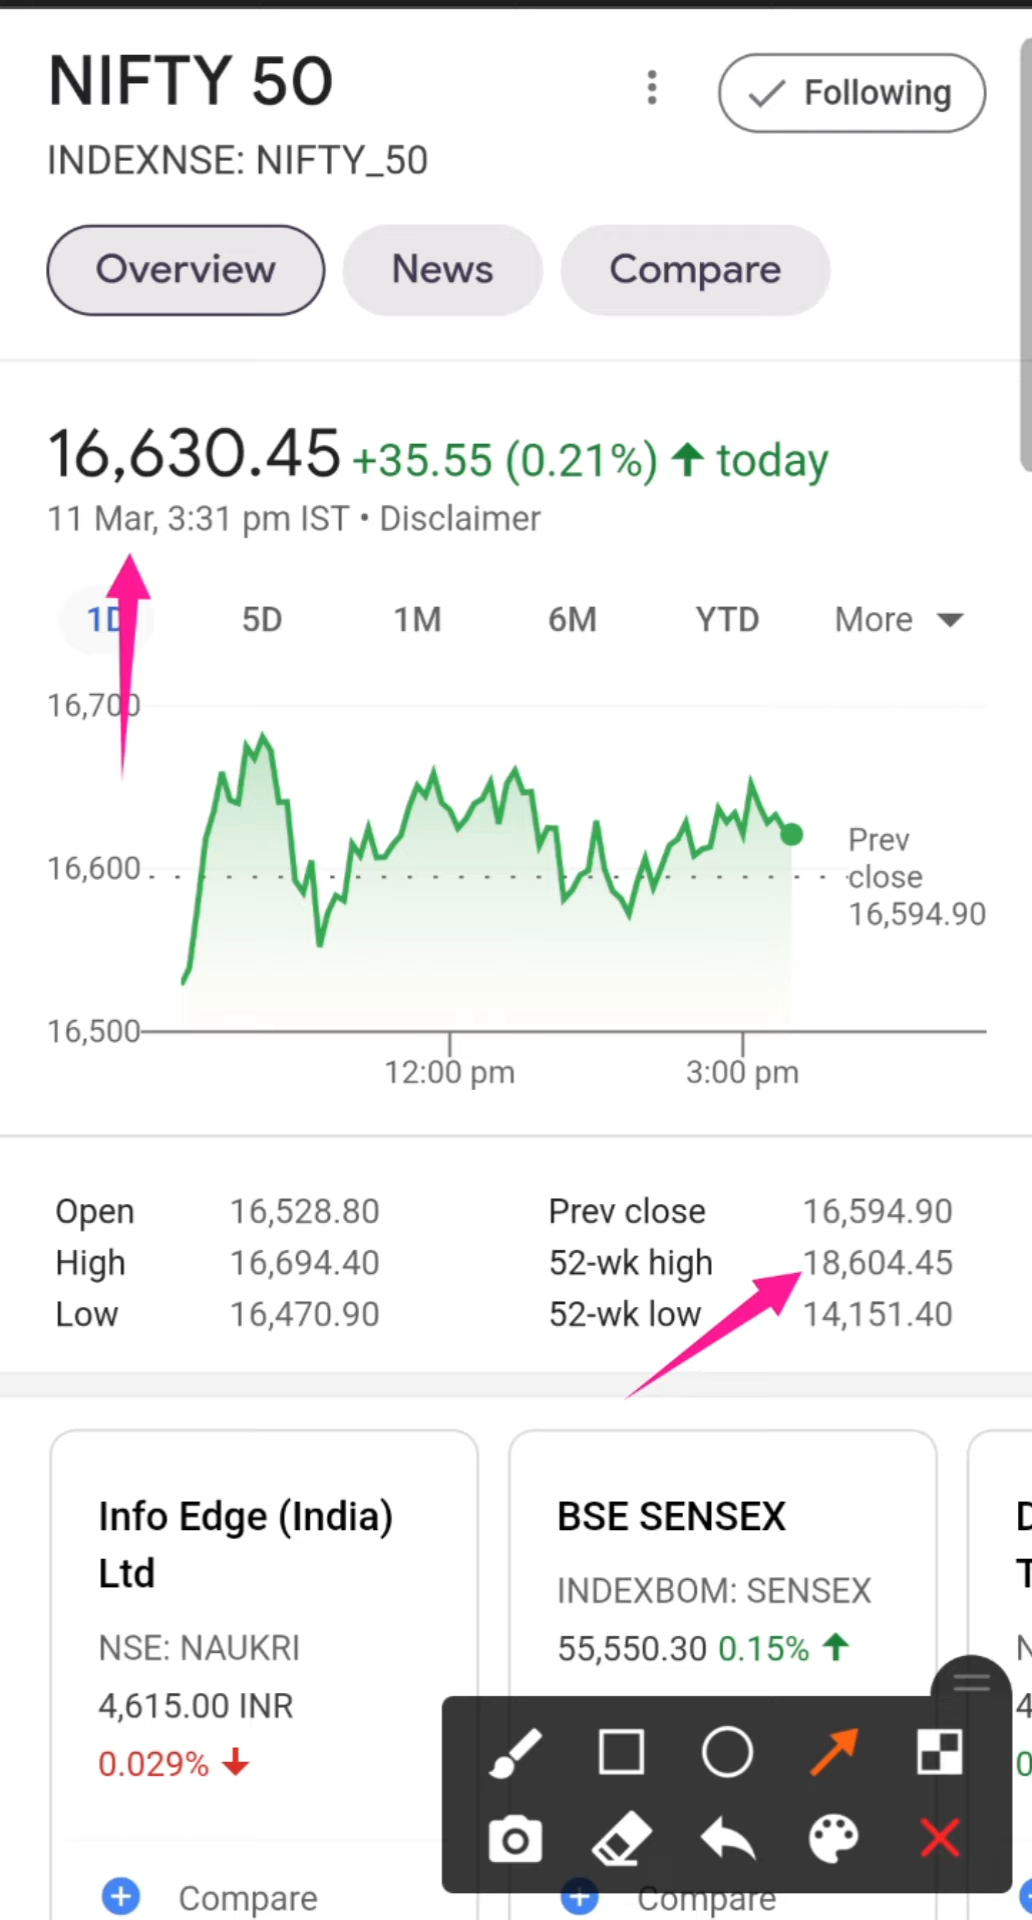 NIFTY 50
Following
INDEXNSE: NIFTY_50
Overview News Compare
16,630.45 +35.55 (0.21%) ↑ today
11 Mar, 3:31 pm IST • Disclaimer
1D 5D 1M 6M YTD More
16,700
16,600
16,500
Prev
close
16,594.90
12:00 pm 3:00 pm
Open 16,528.80 Prev close 16,594.90
High 16,694.40 52-wk high 18,604.45
Low 16,470.90 52-wk low 14,151.40
Info Edge (India)
Ltd
NSE: NAUKRI
4,615.00 INR
0.029% ↓
Compare
BSE SENSEX
INDEXBOM: SENSEX
55,550.30 0.15% ↑
Compare